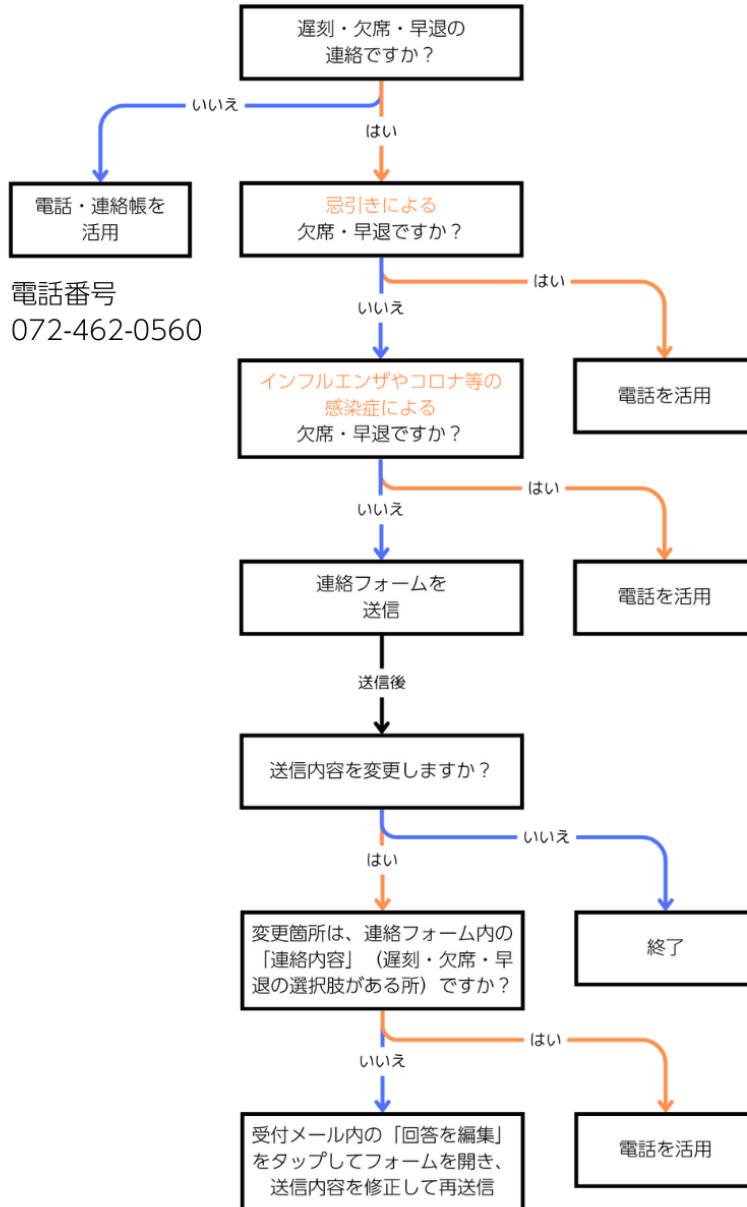 遅刻・欠席・早退の
連絡ですか？
いいえ
はい
電話・連絡帳を
活用
電話番号
072-462-0560
忌引きによる
欠席・早退ですか？
はい
いいえ
電話を活用
インフルエンザやコロナ等の
感染症による
欠席・早退ですか？
はい
いいえ
電話を活用
連絡フォームを
送信
送信後
送信内容を変更しますか？
いいえ
はい
終了
変更箇所は、連絡フォーム内の
「連絡内容」（遅刻・欠席・早
退の選択肢がある所）ですか？
はい
いいえ
電話を活用
受付メール内の「回答を編集」
をタップしてフォームを開き、
送信内容を修正して再送信